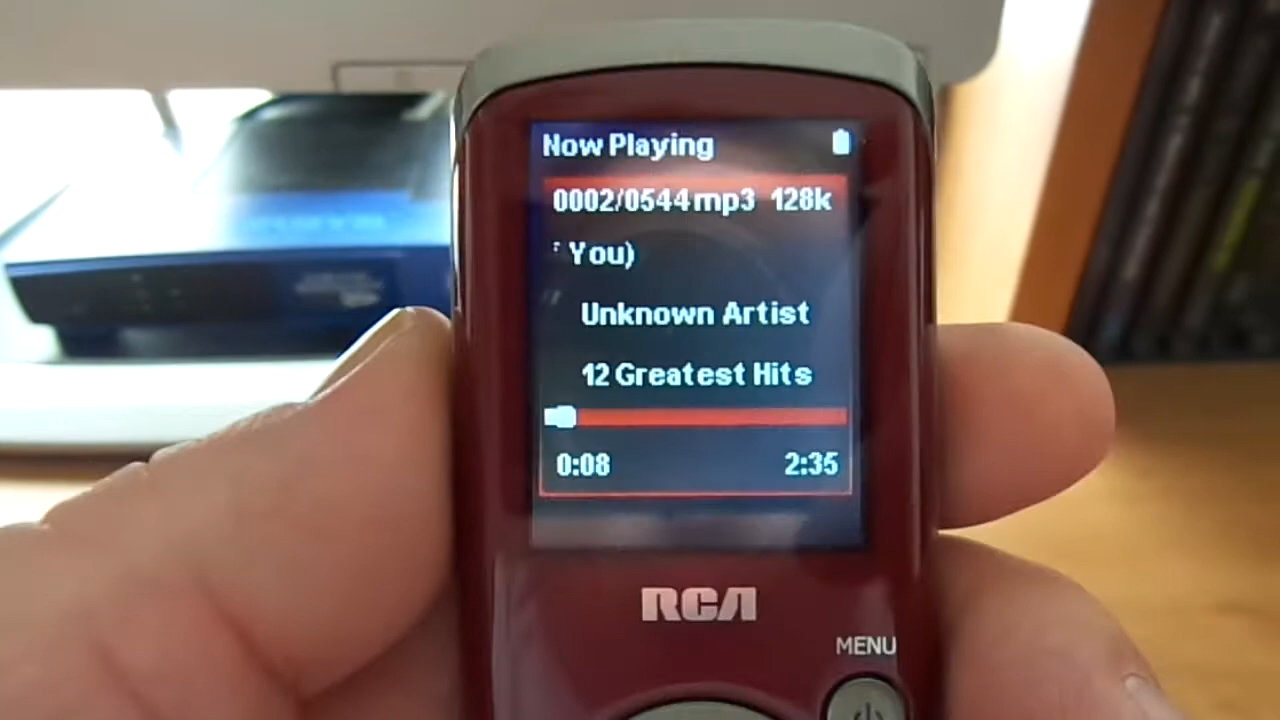 Now Playing
0002/0544 mp3 128k
You)
Unknown Artist
12 Greatest Hits
0:08 2:35
RCA
MENU